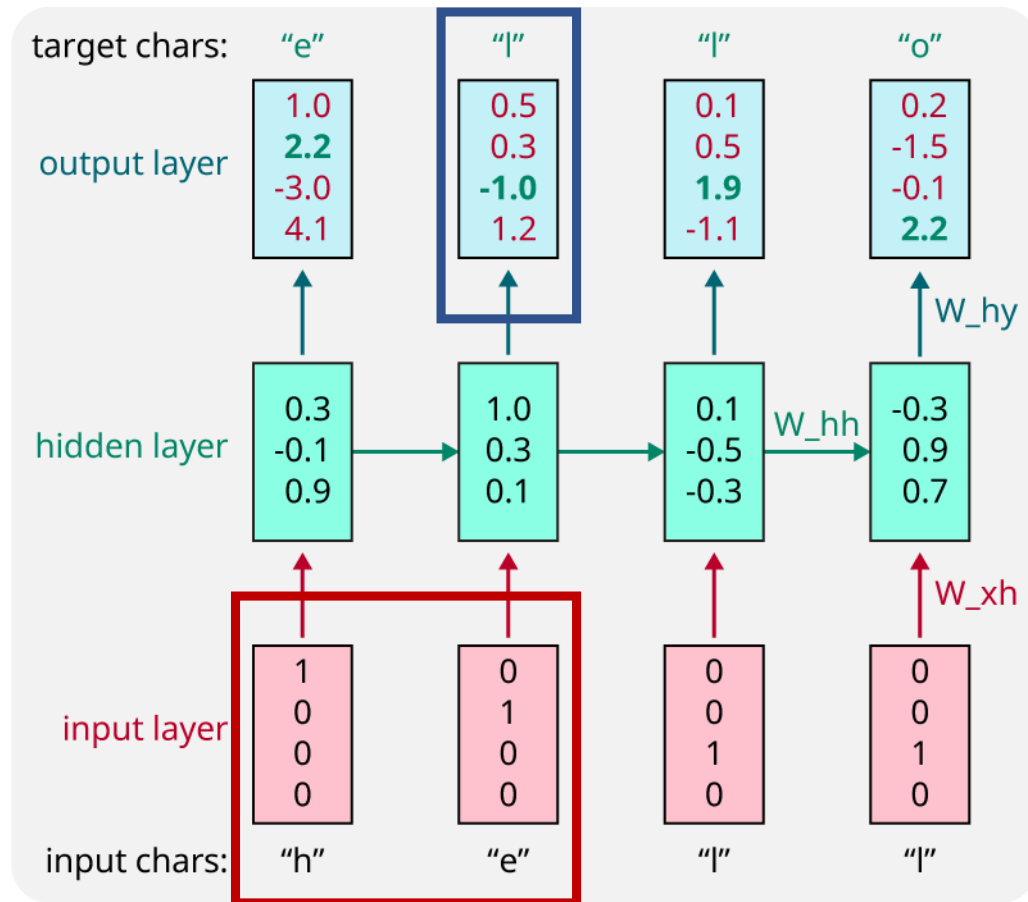 target chars: “e” “l” “l” “o”
output layer
1.0 0.5 0.1 0.2
2.2 0.3 0.5 -1.5
-3.0 -1.0 1.9 -0.1
4.1 1.2 -1.1 2.2
W_hy
hidden layer
0.3 1.0 0.1 -0.3
-0.1 0.3 -0.5 0.9
0.9 0.1 -0.3 0.7
W_hh
W_xh
input layer
1 0 0 0
0 1 0 0
0 0 1 1
0 0 0 0
input chars: “h” “e” “l” “l”